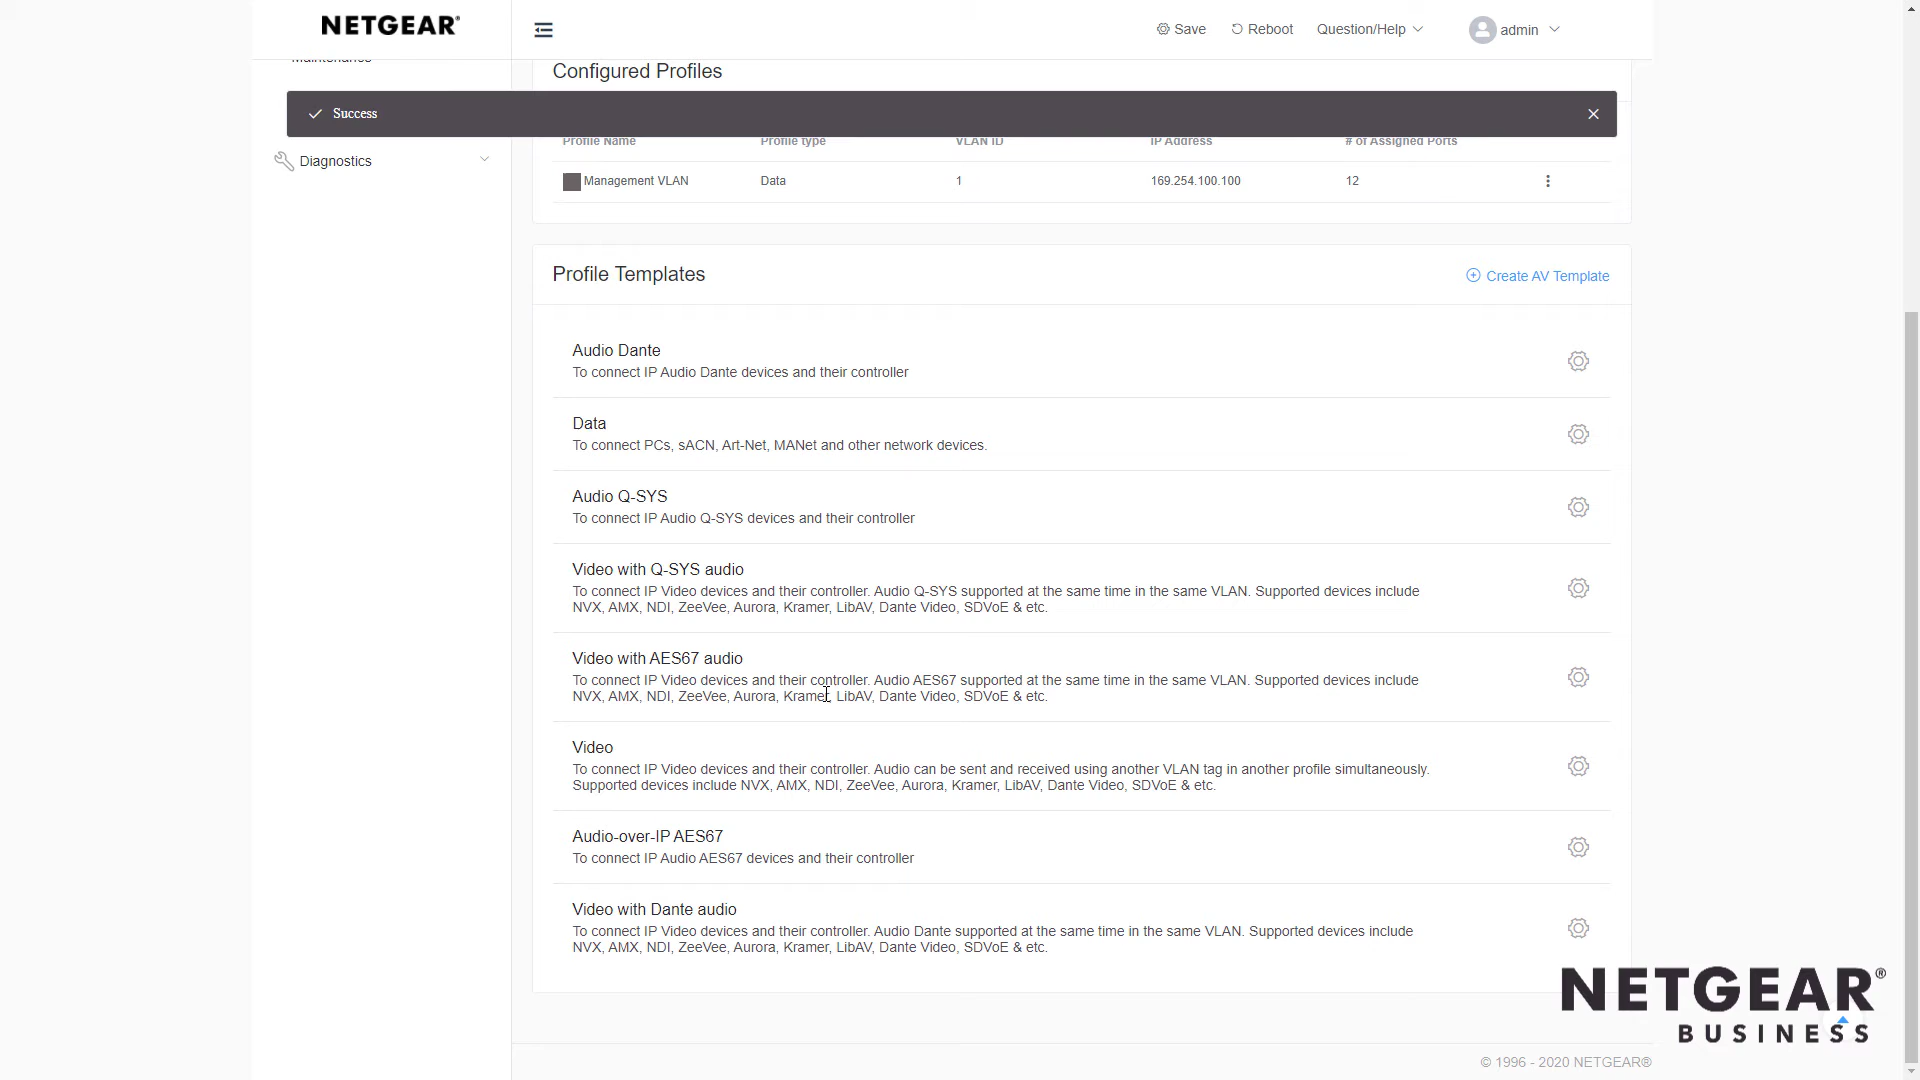 NETGEAR®
Save
Reboot
Question/Help
admin
Maintenance
Configured Profiles
Success
Profile Name
Profile type
VLAN ID
IP Address
# of Assigned Ports
Diagnostics
Management VLAN
Data
1
169.254.100.100
12
Profile Templates
Create AV Template
Audio Dante
To connect IP Audio Dante devices and their controller
Data
To connect PCs, sACN, Art-Net, MANet and other network devices.
Audio Q-SYS
To connect IP Audio Q-SYS devices and their controller
Video with Q-SYS audio
To connect IP Video devices and their controller. Audio Q-SYS supported at the same time in the same VLAN. Supported devices include
NVX, AMX, NDI, ZeeVee, Aurora, Kramer, LibAV, Dante Video, SDVoE & etc.
Video with AES67 audio
To connect IP Video devices and their controller. Audio AES67 supported at the same time in the same VLAN. Supported devices include
NVX, AMX, NDI, ZeeVee, Aurora, Kramer, LibAV, Dante Video, SDVoE & etc.
Video
To connect IP Video devices and their controller. Audio can be sent and received using another VLAN tag in another profile simultaneously.
Supported devices include NVX, AMX, NDI, ZeeVee, Aurora, Kramer, LibAV, Dante Video, SDVoE & etc.
Audio-over-IP AES67
To connect IP Audio AES67 devices and their controller
Video with Dante audio
To connect IP Video devices and their controller. Audio Dante supported at the same time in the same VLAN. Supported devices include
NVX, AMX, NDI, ZeeVee, Aurora, Kramer, LibAV, Dante Video, SDVoE & etc.
NETGEAR®
BUSINESS
© 1996 - 2020 NETGEAR®